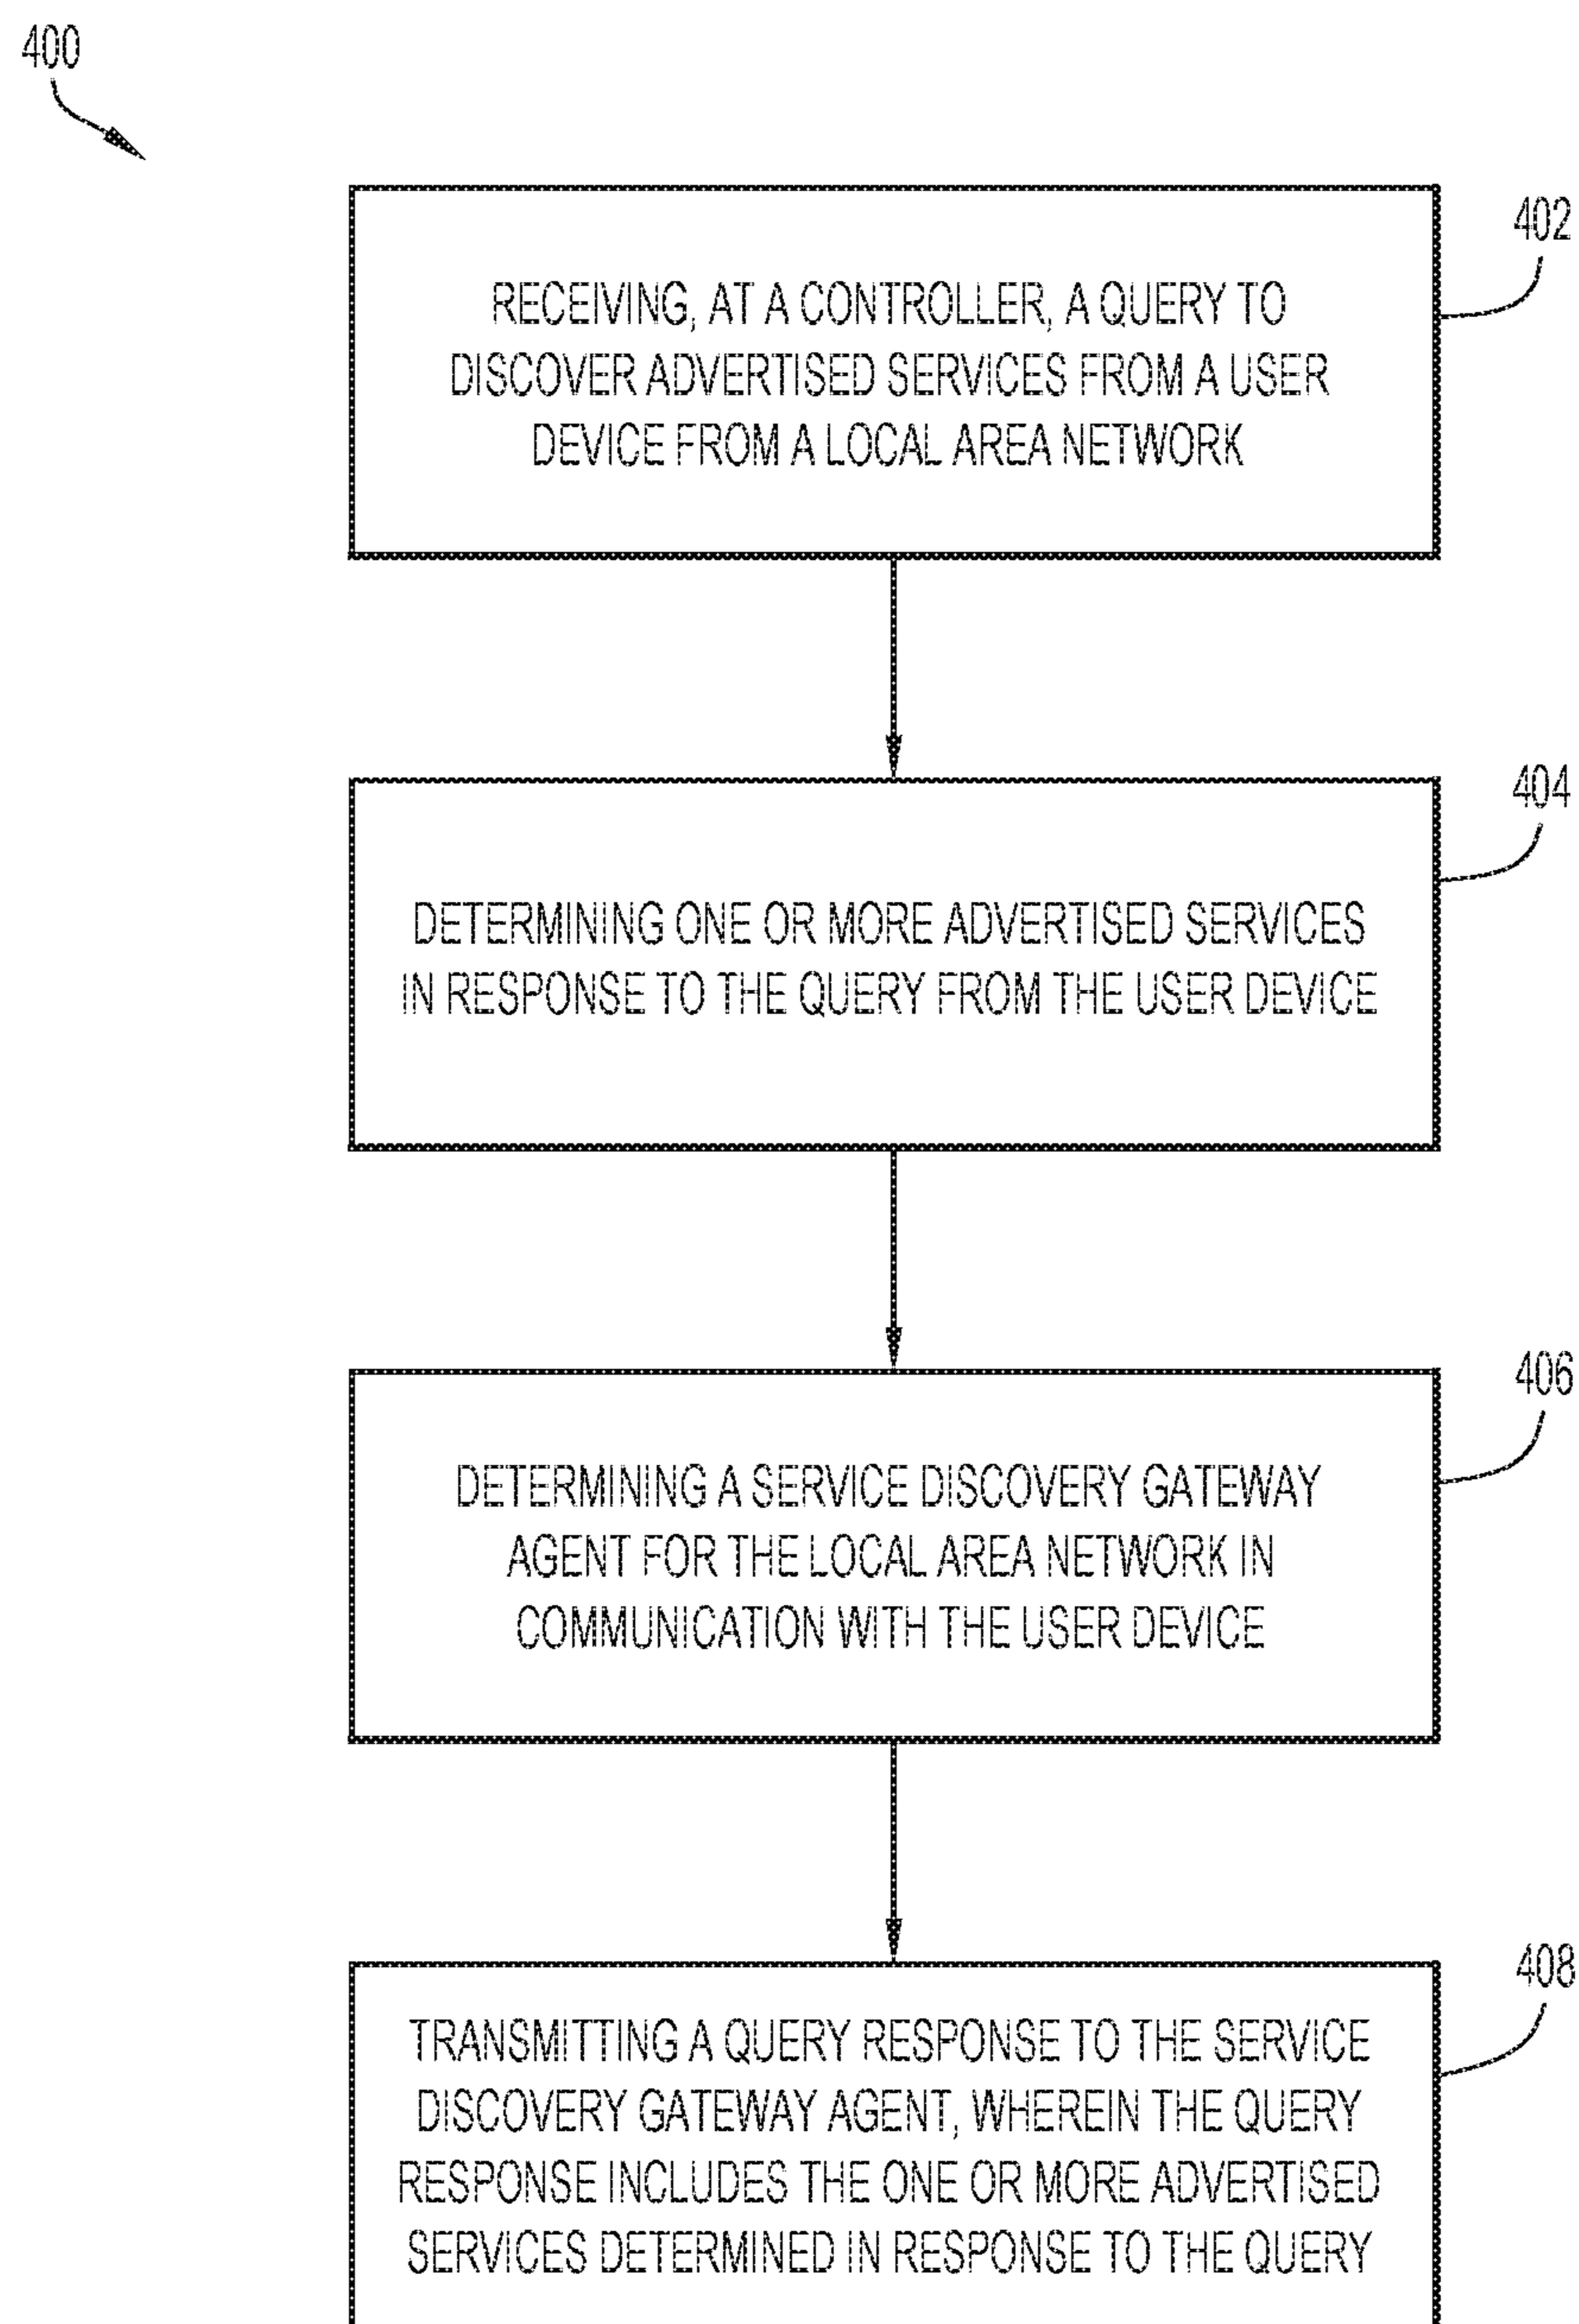 400
402
RECEIVING, AT A CONTROLLER, A QUERY TO
DISCOVER ADVERTISED SERVICES FROM A USER
DEVICE FROM A LOCAL AREA NETWORK
404
DETERMINING ONE OR MORE ADVERTISED SERVICES
IN RESPONSE TO THE QUERY FROM THE USER DEVICE
406
DETERMINING A SERVICE DISCOVERY GATEWAY
AGENT FOR THE LOCAL AREA NETWORK IN
COMMUNICATION WITH THE USER DEVICE
408
TRANSMITTING A QUERY RESPONSE TO THE SERVICE
DISCOVERY GATEWAY AGENT, WHEREIN THE QUERY
RESPONSE INCLUDES THE ONE OR MORE ADVERTISED
SERVICES DETERMINED IN RESPONSE TO THE QUERY